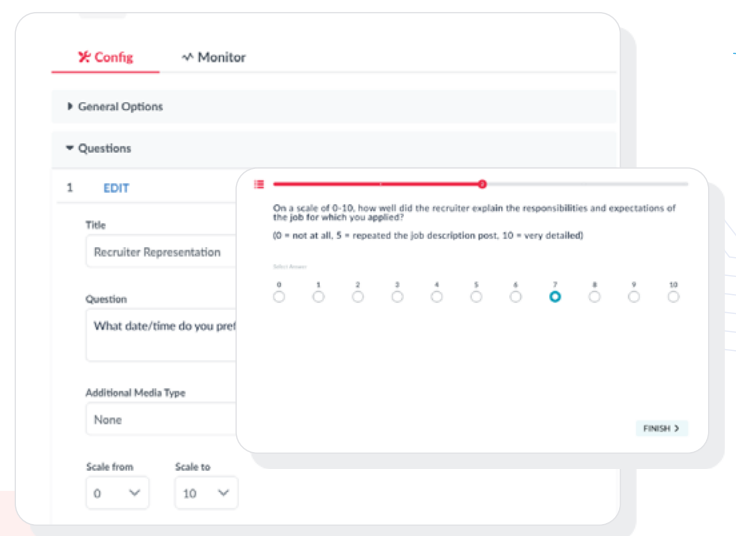 Config
Monitor
General Options
Questions
1 EDIT
Title
Recruiter Representation
Question
What date/time do you pref
Additional Media Type
None
Scale from Scale to
0 10
On a scale of 0-10, how well did the recruiter explain the responsibilities and expectations of
the job for which you applied?
(0 = not at all, 5 = repeated the job description post, 10 = very detailed)
Select Answer
0 1 2 3 4 5 6 7 8 9 10
FINISH